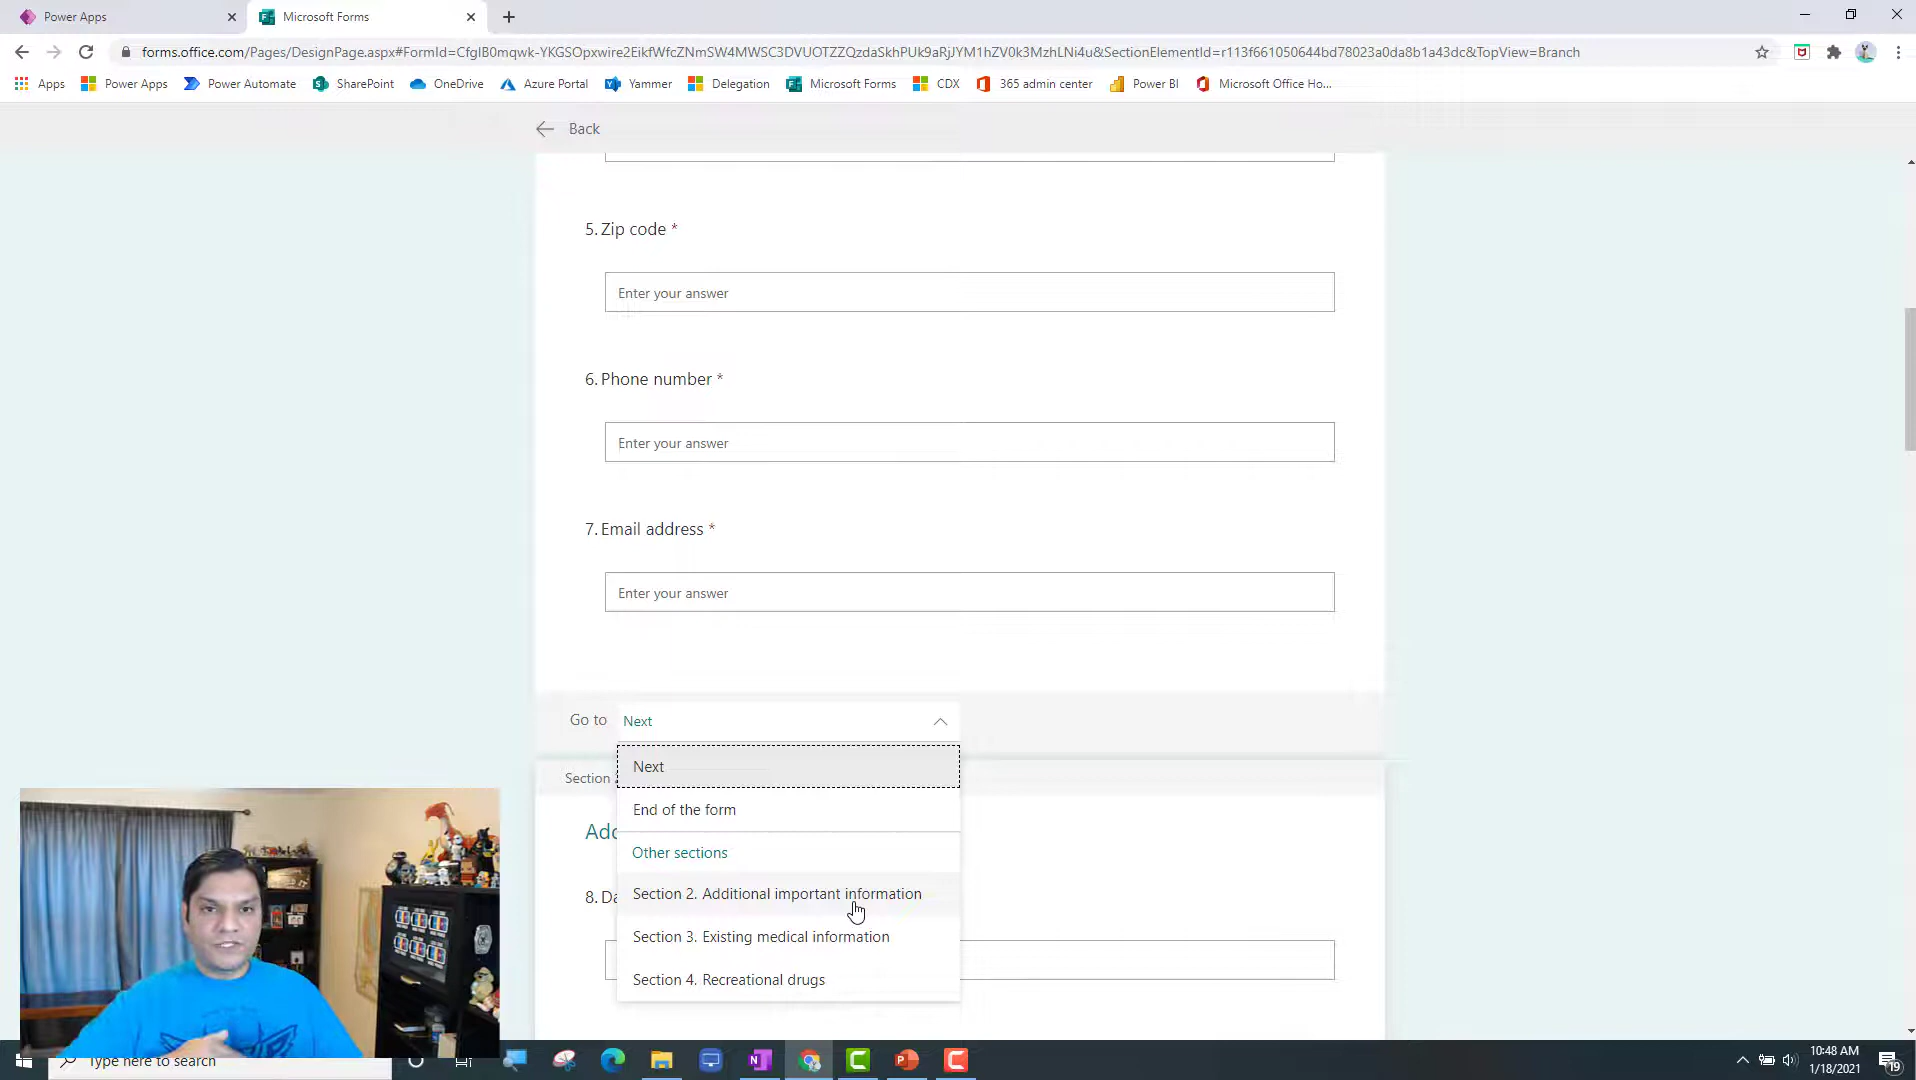 Power Apps
Microsoft Forms
forms.office.com/Pages/DesignPage.aspx#FormId=CfgIB0mqwk-YKGSOpxwire2EikfWfcZNmSW4MWSC3DVUOTZZQzdaSkhPUk9aRjJYM1hZV0k3MzhLNi4u&SectionElementId=r113f661050644bd78023a0da8b1a43dc&TopView=Branch
Apps
Power Apps
Power Automate
SharePoint
OneDrive
Azure Portal
Yammer
Delegation
Microsoft Forms
CDX
365 admin center
Power BI
Microsoft Office Ho...
Back
5. Zip code *
Enter your answer
6. Phone number *
Enter your answer
7. Email address *
Enter your answer
Go to
Next
Next
Section
End of the form
Other sections
Section 2. Additional important information
Section 3. Existing medical information
Section 4. Recreational drugs
Type here to search
10:48 AM
1/18/2021
19